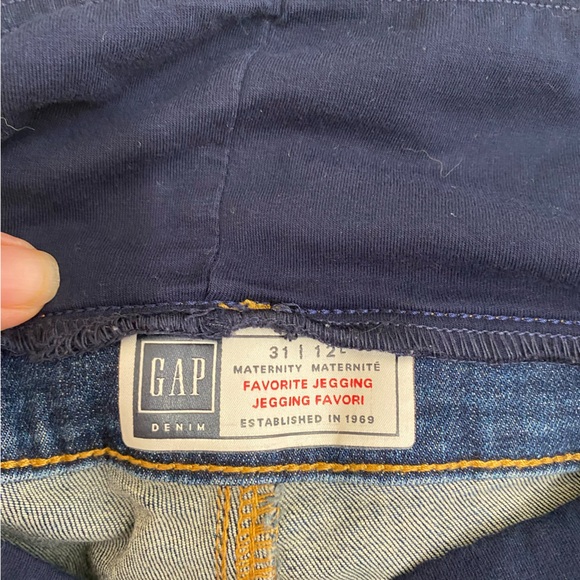 GAP
DENIM
31 | 12
MATERNITY MATERNITÉ
FAVORITE JEGGING
JEGGING FAVORI
ESTABLISHED IN 1969